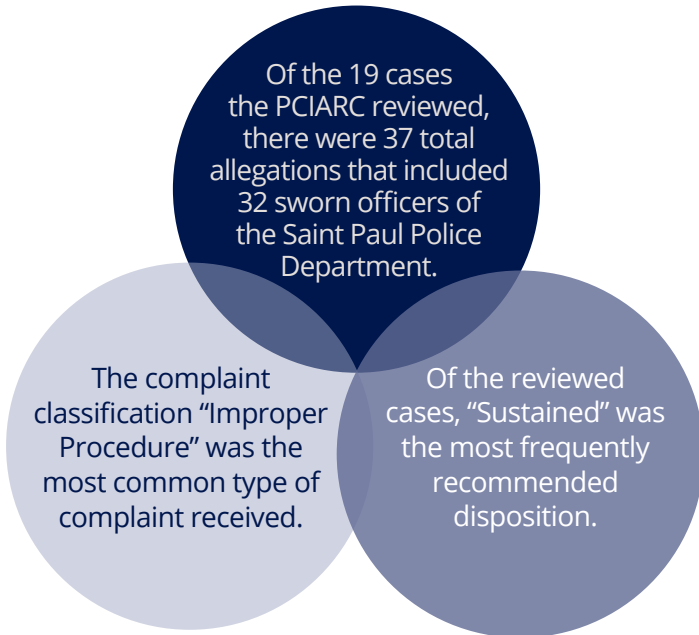 Of the 19 cases
the PCIARC reviewed,
there were 37 total
allegations that included
32 sworn officers of
the Saint Paul Police
Department.
The complaint
classification “Improper
Procedure” was the
most common type of
complaint received.
Of the reviewed
cases, “Sustained” was
the most frequently
recommended
disposition.